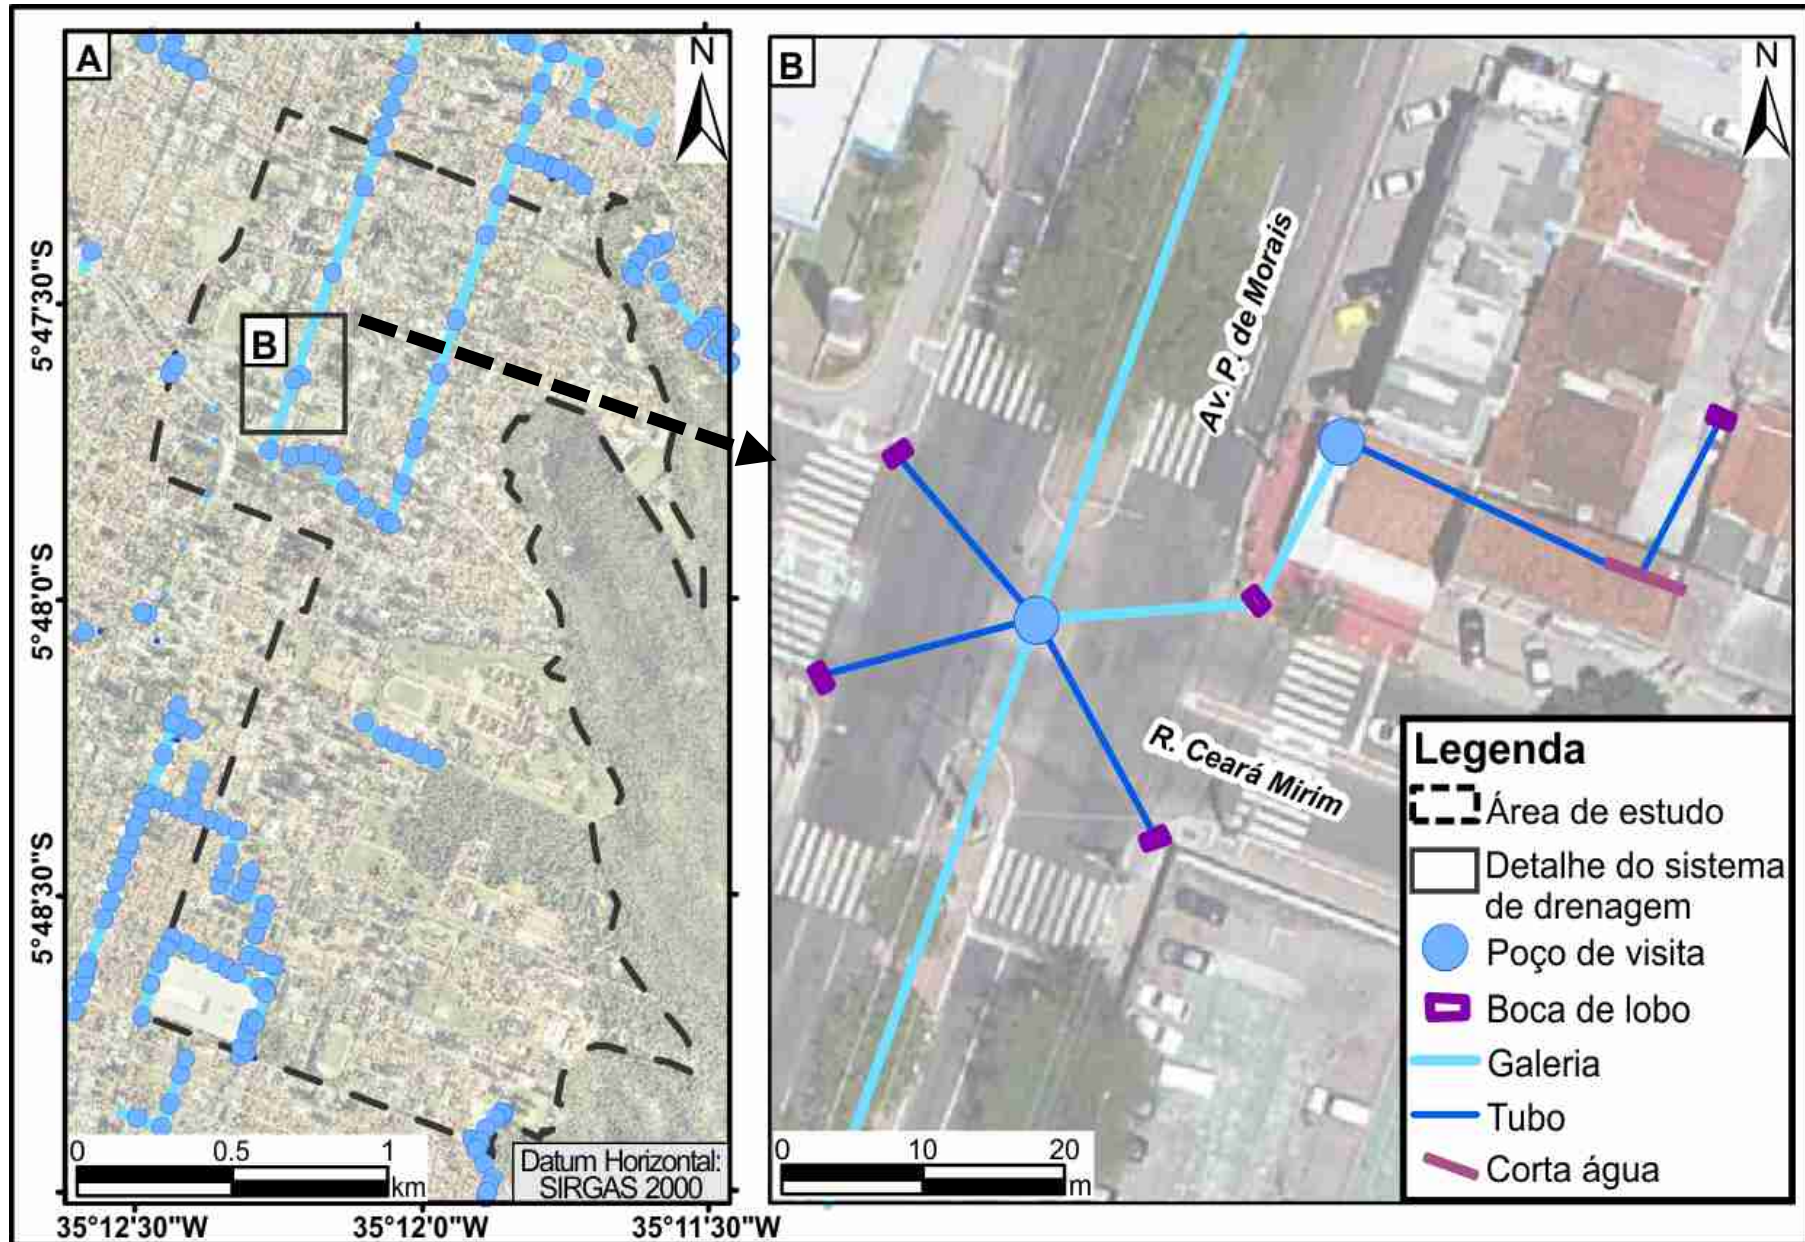 A
N
B
5°47'30"S
5°48'0"S
5°48'30"S
0 0.5 1
km
Datum Horizontal:
SIRGAS 2000
35°12'30"W 35°12'0"W 35°11'30"W
B
N
Av. P. de Morais
R. Ceará Mirim
0 10 20
m
Legenda
Área de estudo
Detalhe do sistema
de drenagem
Poço de visita
Boca de lobo
Galeria
Tubo
Corta água